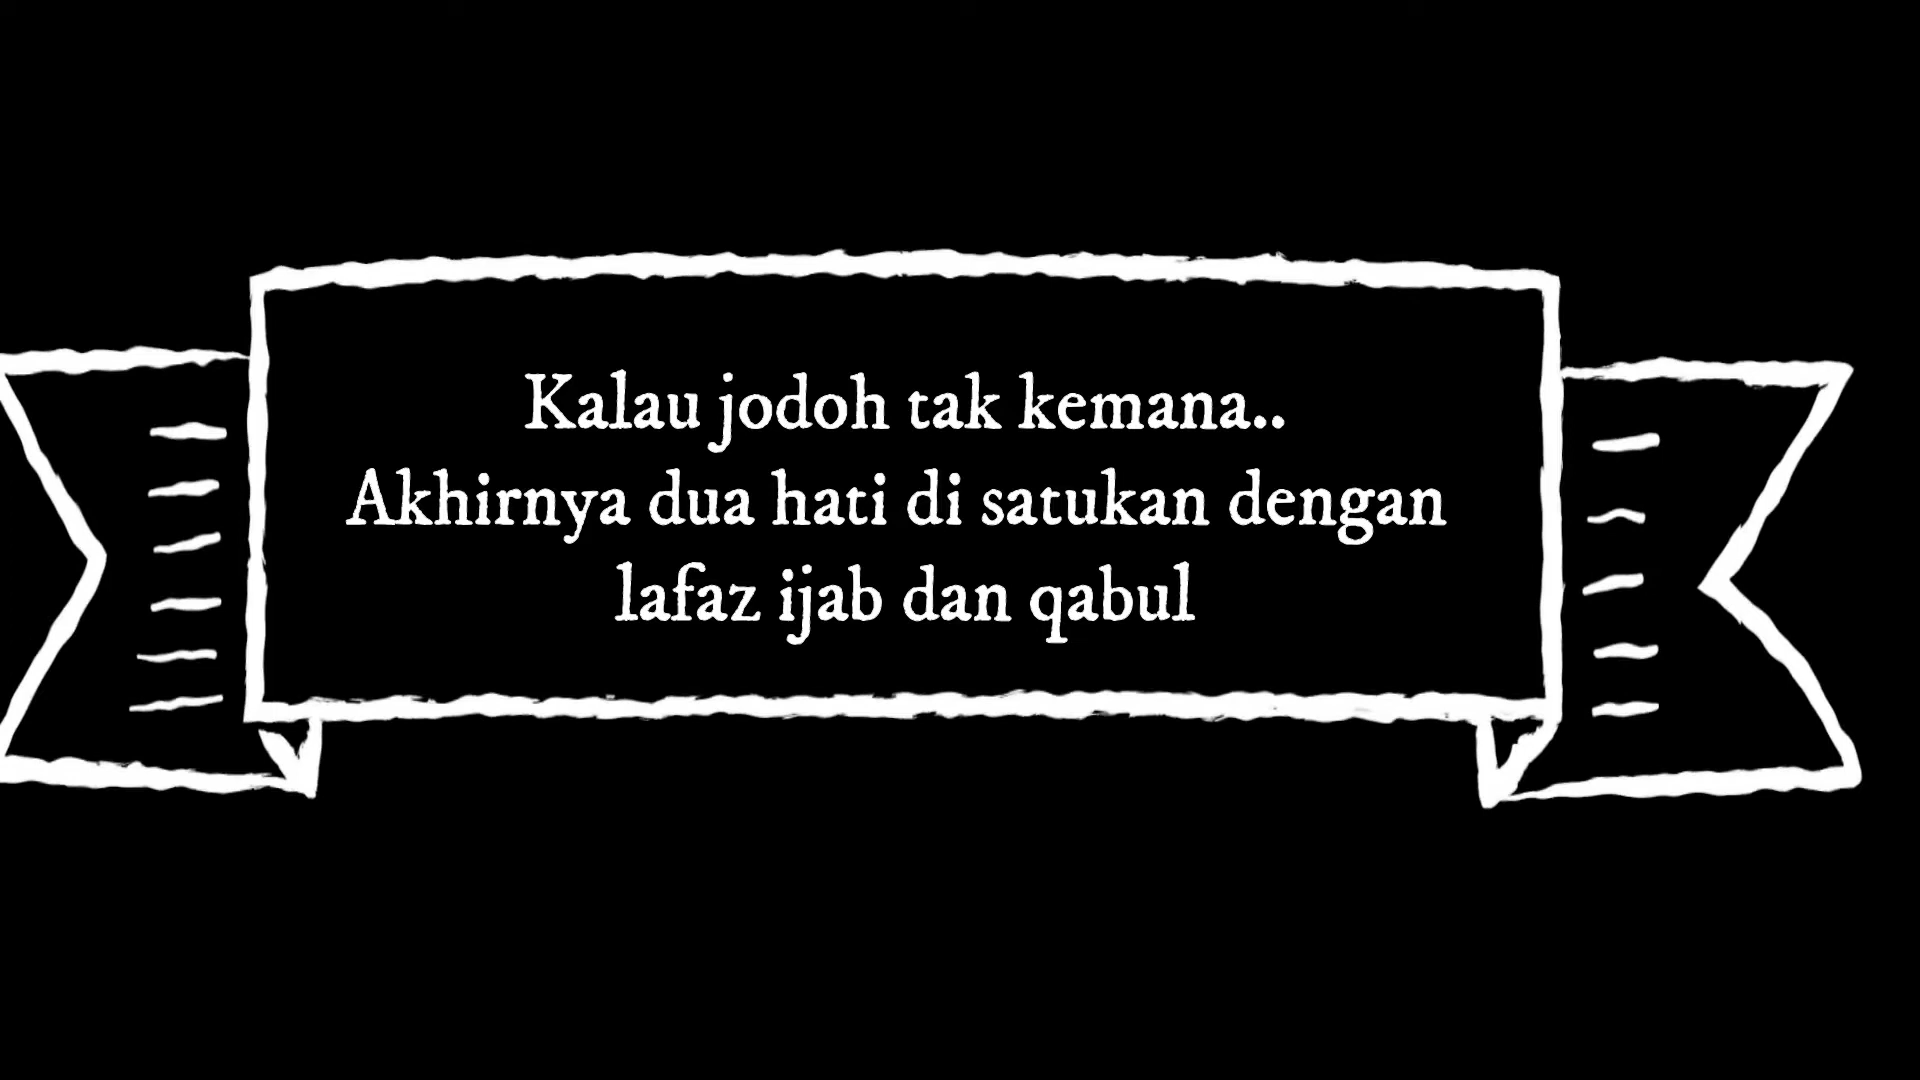 Kalau jodoh tak kemana..
Akhirnya dua hati di satukan dengan
lafaz ijab dan qabul